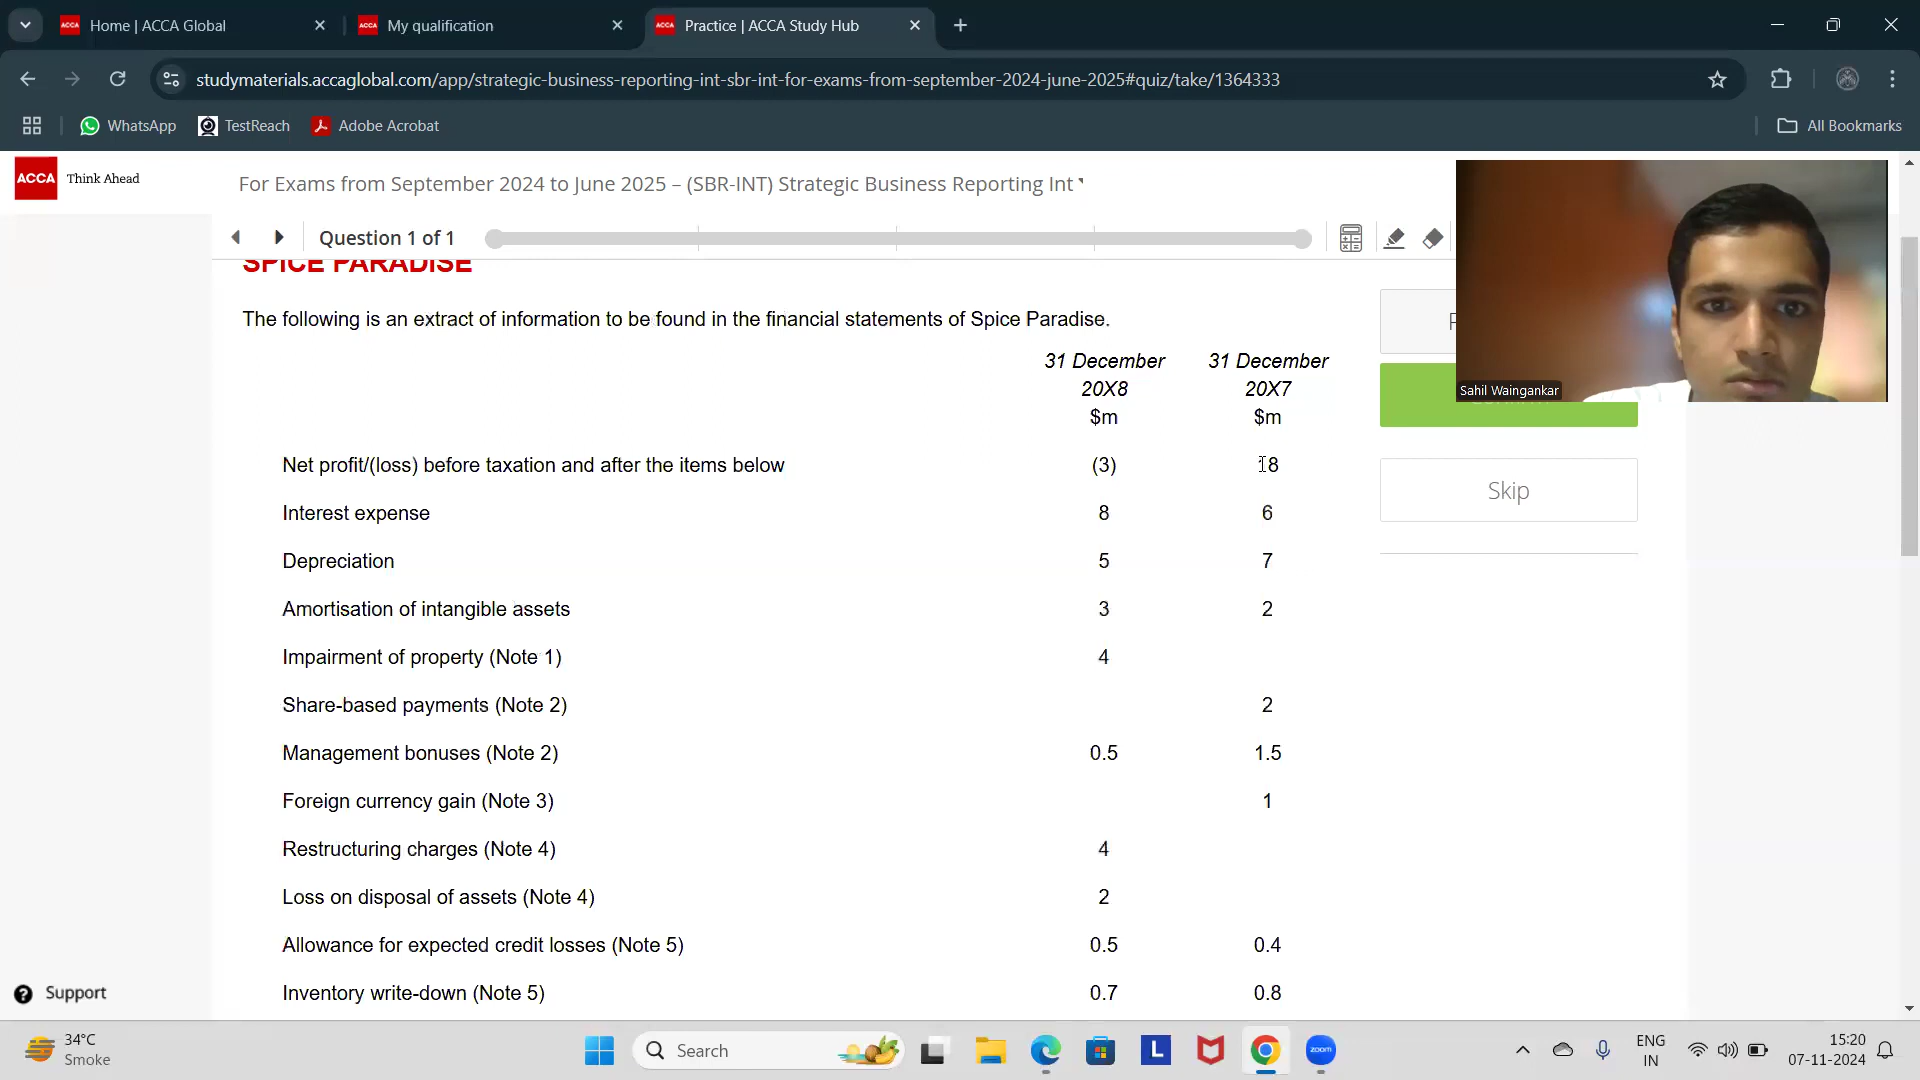 Home | ACCA Global
My qualification
Practice | ACCA Study Hub
studymaterials.accaglobal.com/app/strategic-business-reporting-int-sbr-int-for-exams-from-september-2024-june-2025#quiz/take/1364333
WhatsApp
TestReach
Adobe Acrobat
All Bookmarks
ACCA Think Ahead
For Exams from September 2024 to June 2025 – (SBR-INT) Strategic Business Reporting Int
Question 1 of 1
SPICE PARADISE
The following is an extract of information to be found in the financial statements of Spice Paradise.
31 December 31 December
20X8 20X7
$m $m
Net profit/(loss) before taxation and after the items below (3) 8
Interest expense 8 6
Depreciation 5 7
Amortisation of intangible assets 3 2
Impairment of property (Note 1) 4
Share-based payments (Note 2) 2
Management bonuses (Note 2) 0.5 1.5
Foreign currency gain (Note 3) 1
Restructuring charges (Note 4) 4
Loss on disposal of assets (Note 4) 2
Allowance for expected credit losses (Note 5) 0.5 0.4
Inventory write-down (Note 5) 0.7 0.8
Sahil Waingankar
Skip
Support
34°C
Smoke
Search
L
zoom
ENG
IN
15:20
07-11-2024